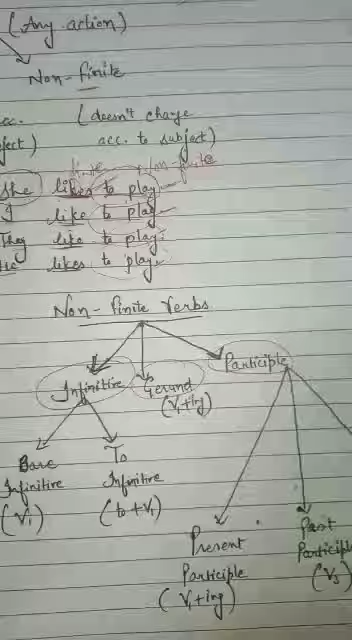 (Any action)
Non-finite
acc. (doesn't change
acc. to subject)
finite Non-finite
She likes to play
I like to play
They like to play
likes to play
Non-finite Verbs
Infinitive Gerund Participle
(V1+ing)
Bare To
Infinitive Infinitive
(V1) (to+V1)
Present Past
Participle Participle
(V1+ing) (V3)